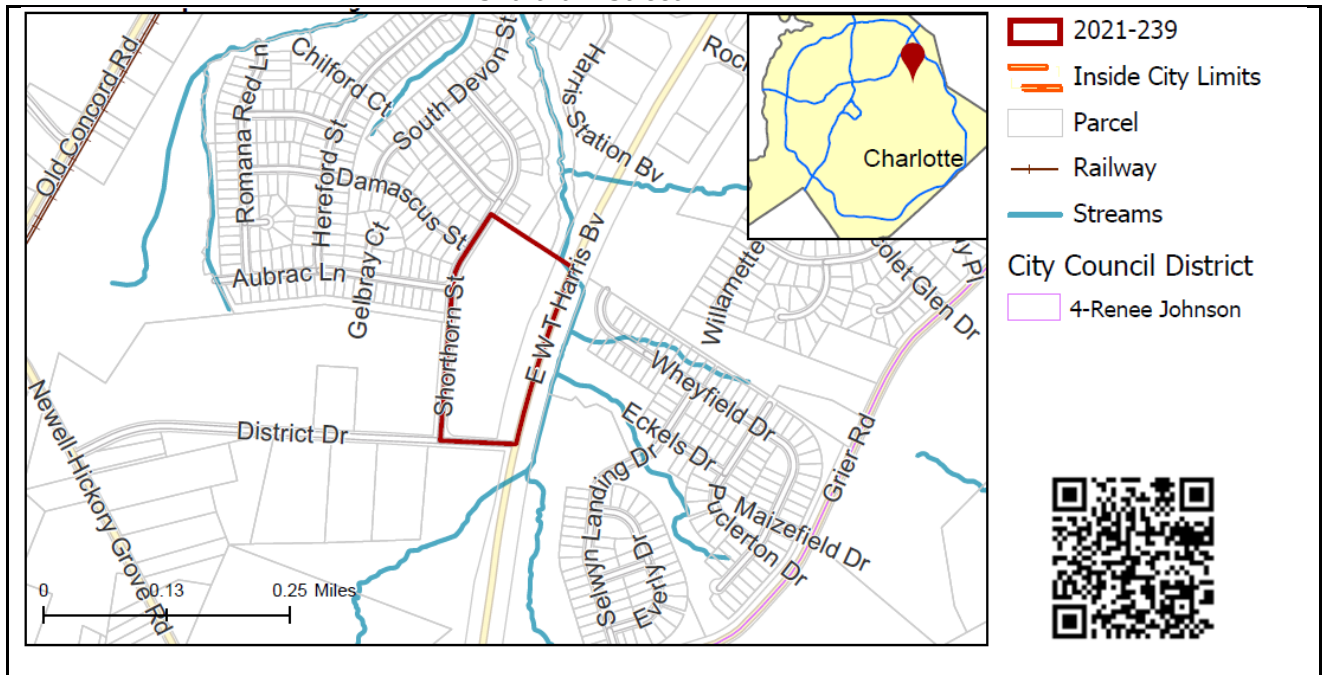 Old Concord Rd
Romana Red Ln
Chilford Ct
South Devon St
Harris Station Bv
Hereford St
Damascus St
Gelbray Ct
Aubrac Ln
Shorthorn St
E W T Harris Bv
District Dr
Newell-Hickory Grove Rd
Willamette
Wheyfield Dr
Eckels Dr
Selwyn Landing Dr
Everly Dr
Puclerton Dr
Maizefield Dr
Grier Rd
Glen Dr
Charlotte
0 0.13 0.25 Miles
2021-239
Inside City Limits
Parcel
Railway
Streams
City Council District
4-Renee Johnson